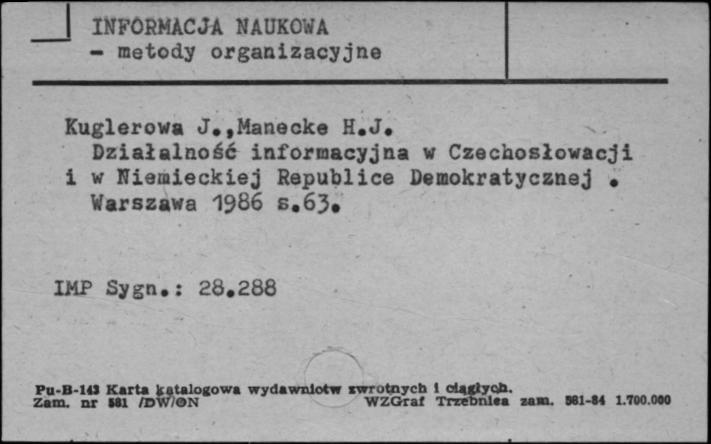 INFORMACJA NAUKOWA
- metody organizacyjne
Kuglerowa J.,Manecke H.J.
Działalność informacyjna w Czechosłowacji
i w Niemieckiej Republice Demokratycznej .
Warszawa 1986 s.63.
IMP Sygn.: 28.288
Pu-B-143 Karta katalogowa wydawnictw zwrotnych i ciągłych.
Zam. nr 581 /DW/ON WZGraf Trzebnica zam. 581-84 1.700.000